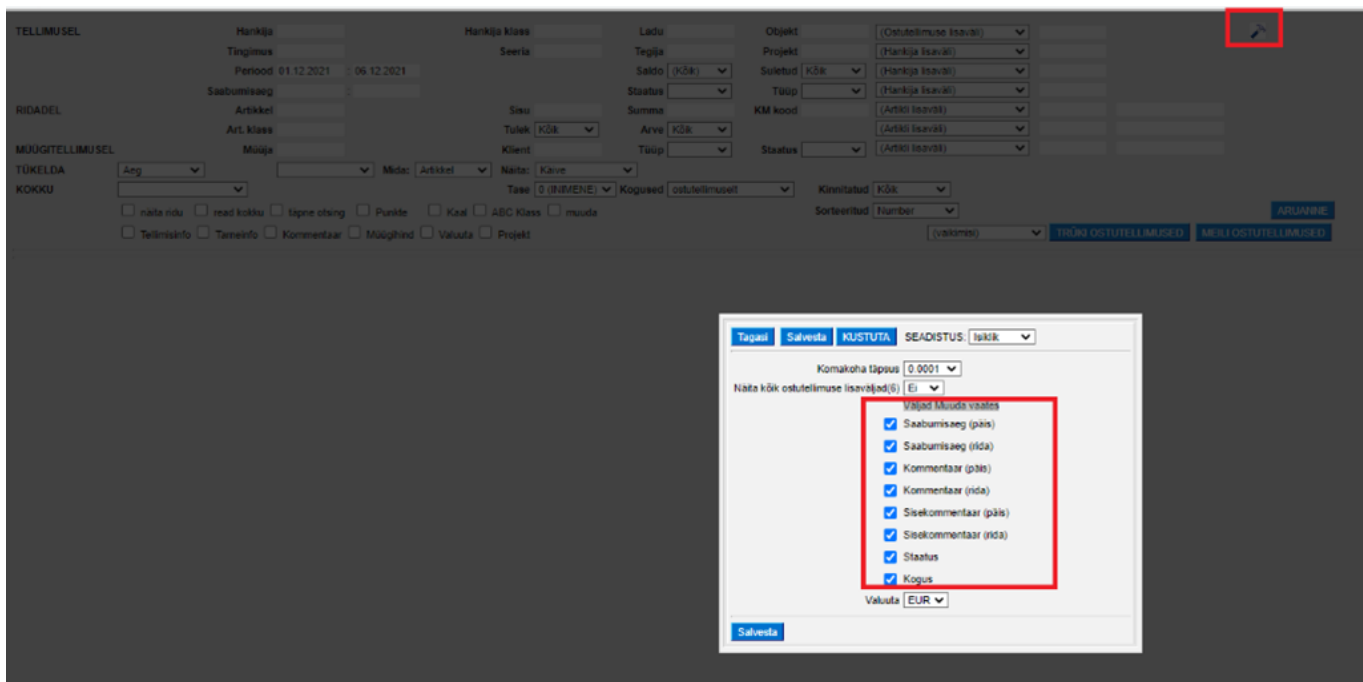 TELLIMUSEL Hankija Hankija klass Ladu Objekt (Ostutellimuse lisaväli)
Tingimus Seeria Tegija Projekt (Hankija lisaväli)
Periood 01.12.2021 : 06.12.2021 Saldo (Kõik) Suletud Kõik (Hankija lisaväli)
Saabumisaeg : Staatus Tüüp (Hankija lisaväli)
RIDADEL Artikkel Sisu Summa KM kood (Artikli lisaväli)
Art. klass Tulek Kõik Arve Kõik (Artikli lisaväli)
MÜÜGITELLIMUSEL Müüja Klient Tüüp Staatus (Artikli lisaväli)
TÜKELDA Aeg Mida: Artikkel Näita: Käive
KOKKU Tase 0 (INIMENE) Kogused ostutellimuselt Kinnitatud Kõik
näita ridu read kokku täpne otsing Punkte Kaal ABC Klass muuda Sorteeritud Number ARUANNE
Tellimisinfo Tarneinfo Kommentaar Müügihind Valuuta Projekt (vaikimisi) TRÜKI OSTUTELLIMUSED MEILI OSTUTELLIMUSED
Tagasi Salvesta KUSTUTA SEADISTUS: Isiklik
Komakoha täpsus 0.0001
Näita kõik ostutellimuse lisaväljad(6) Ei
Väljad Muuda vaates
Saabumisaeg (päis)
Saabumisaeg (rida)
Kommentaar (päis)
Kommentaar (rida)
Sisekommentaar (päis)
Sisekommentaar (rida)
Staatus
Kogus
Valuuta EUR
Salvesta